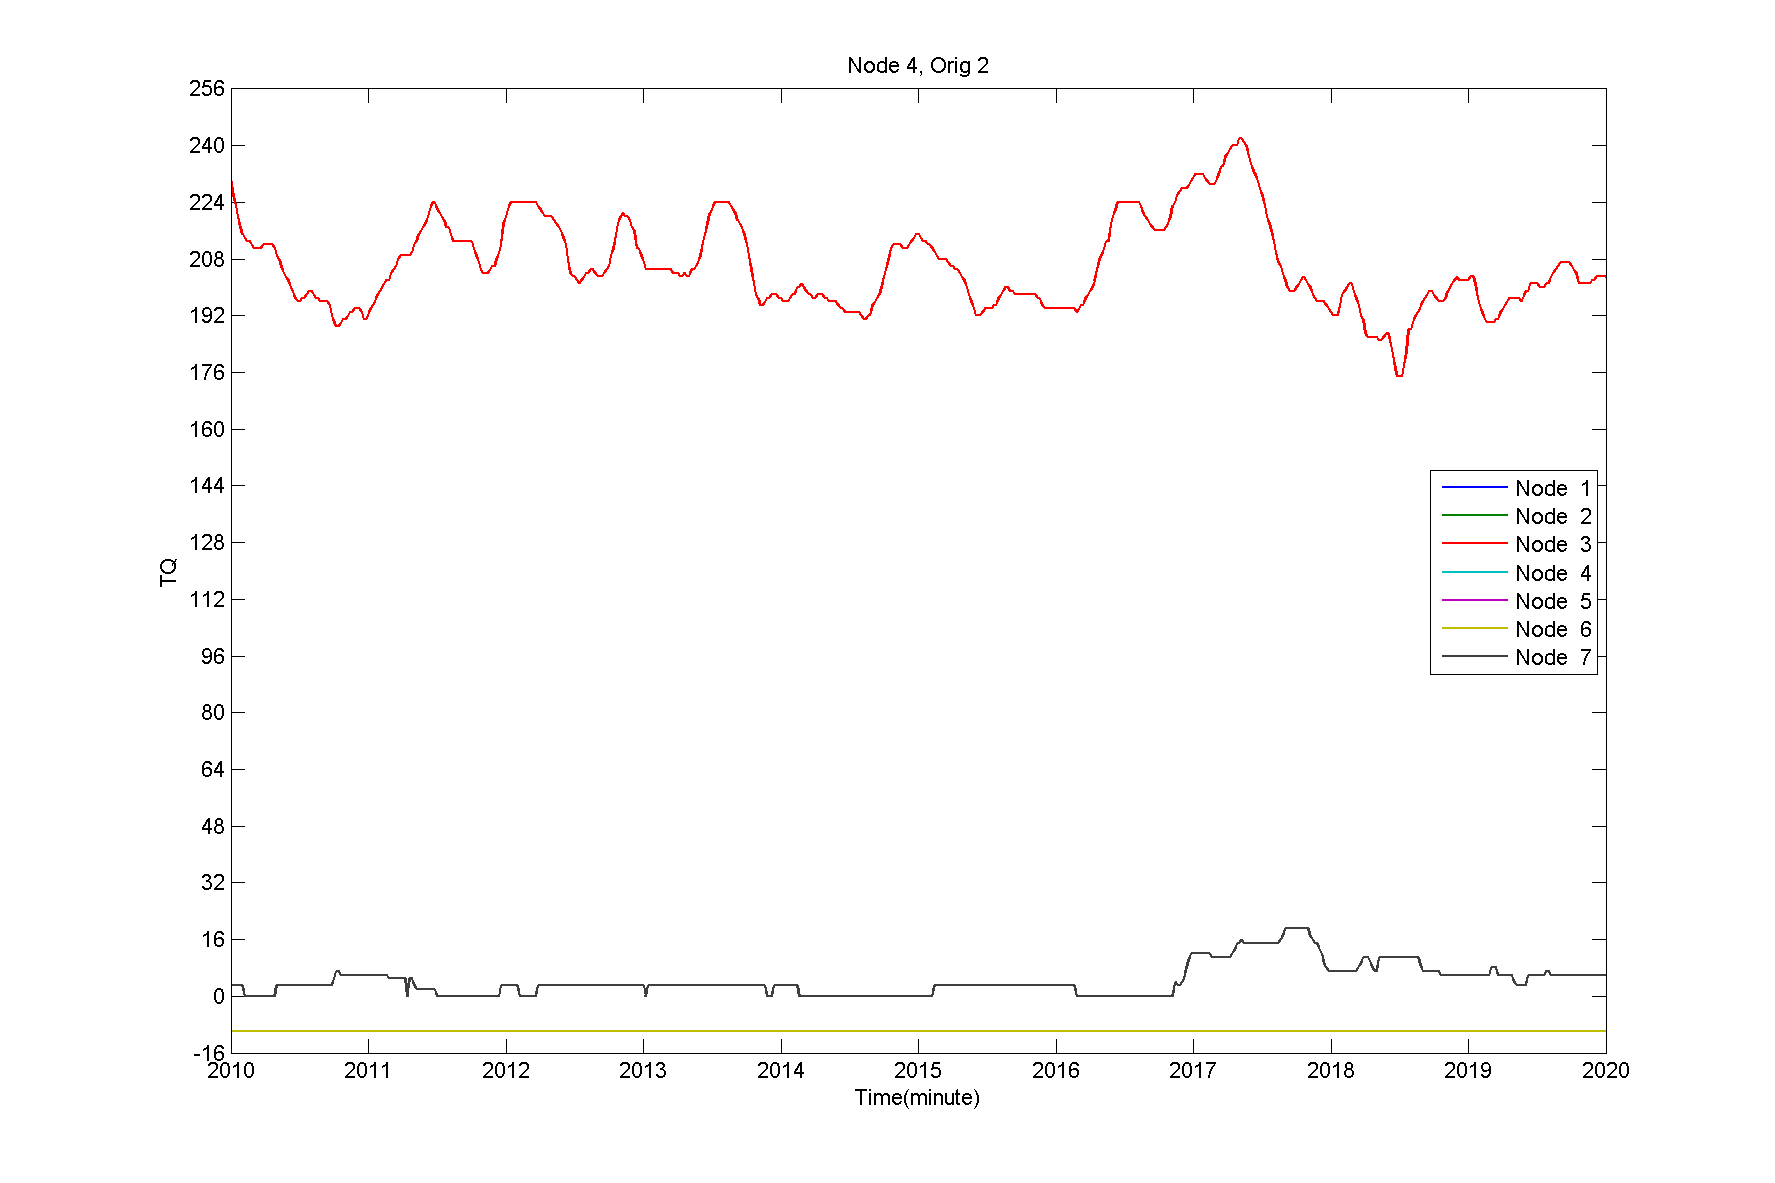 Node 4, Orig 2
256
240
224
208
192
176
160
144
128
112
96
80
64
48
32
16
0
-16
TQ
Node 1
Node 2
Node 3
Node 4
Node 5
Node 6
Node 7
2010 2011 2012 2013 2014 2015 2016 2017 2018 2019 2020
Time(minute)